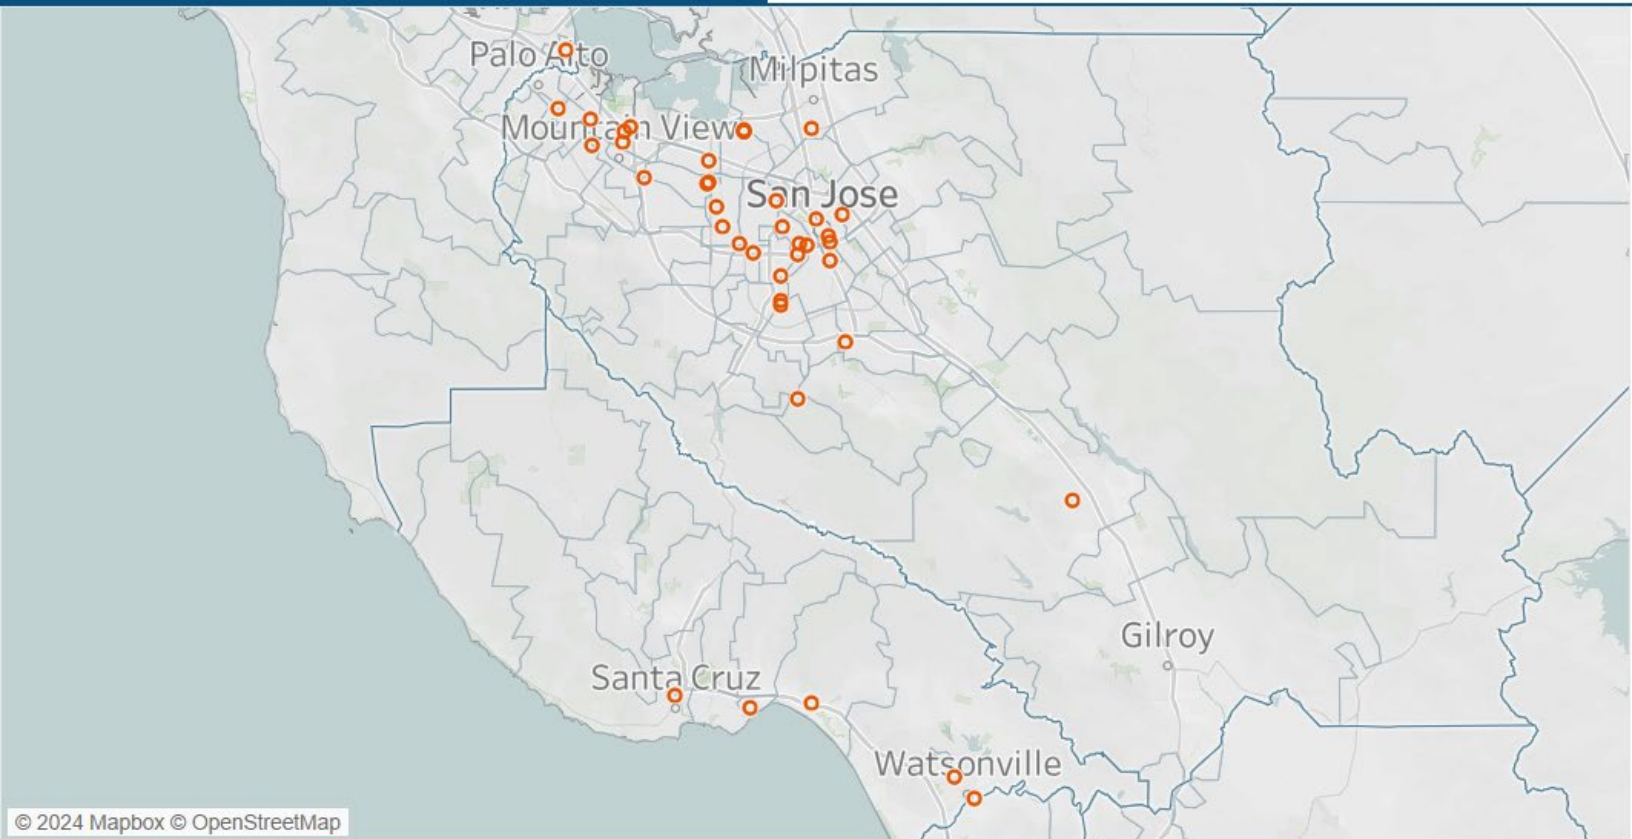 Palo Alto
Milpitas
Mountain View
San Jose
Gilroy
Santa Cruz
Watsonville
© 2024 Mapbox © OpenStreetMap